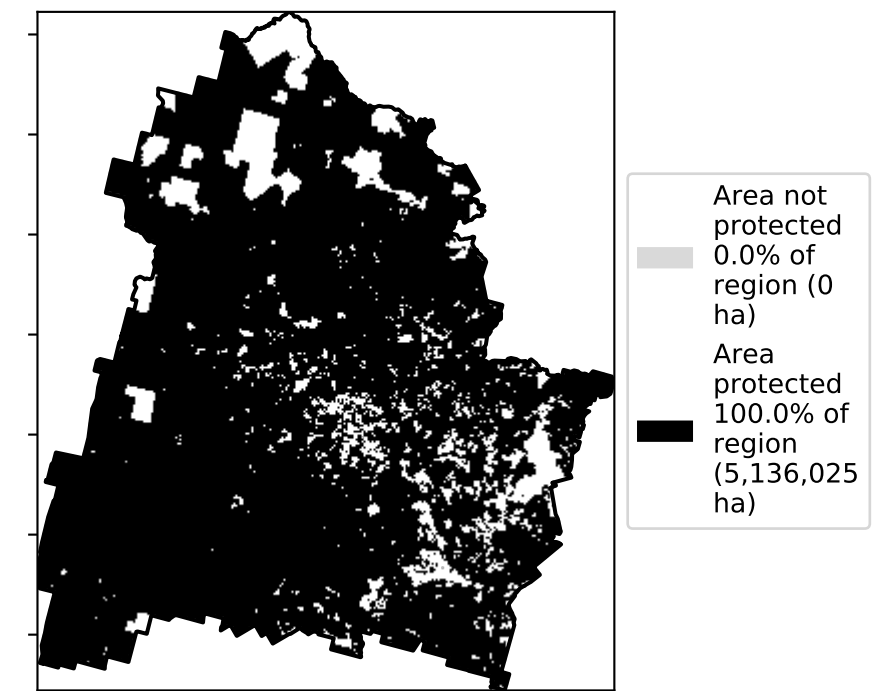 Area not
protected
0.0% of
region (0
ha)
Area
protected
100.0% of
region
(5,136,025
ha)